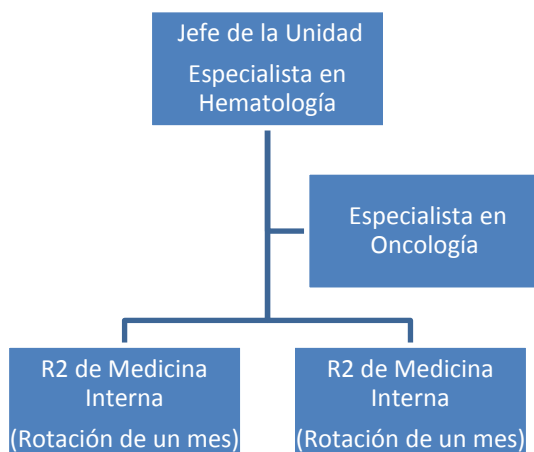 Jefe de la Unidad
Especialista en
Hematología
Especialista en
Oncología
R2 de Medicina
Interna
(Rotación de un mes)
R2 de Medicina
Interna
(Rotación de un mes)